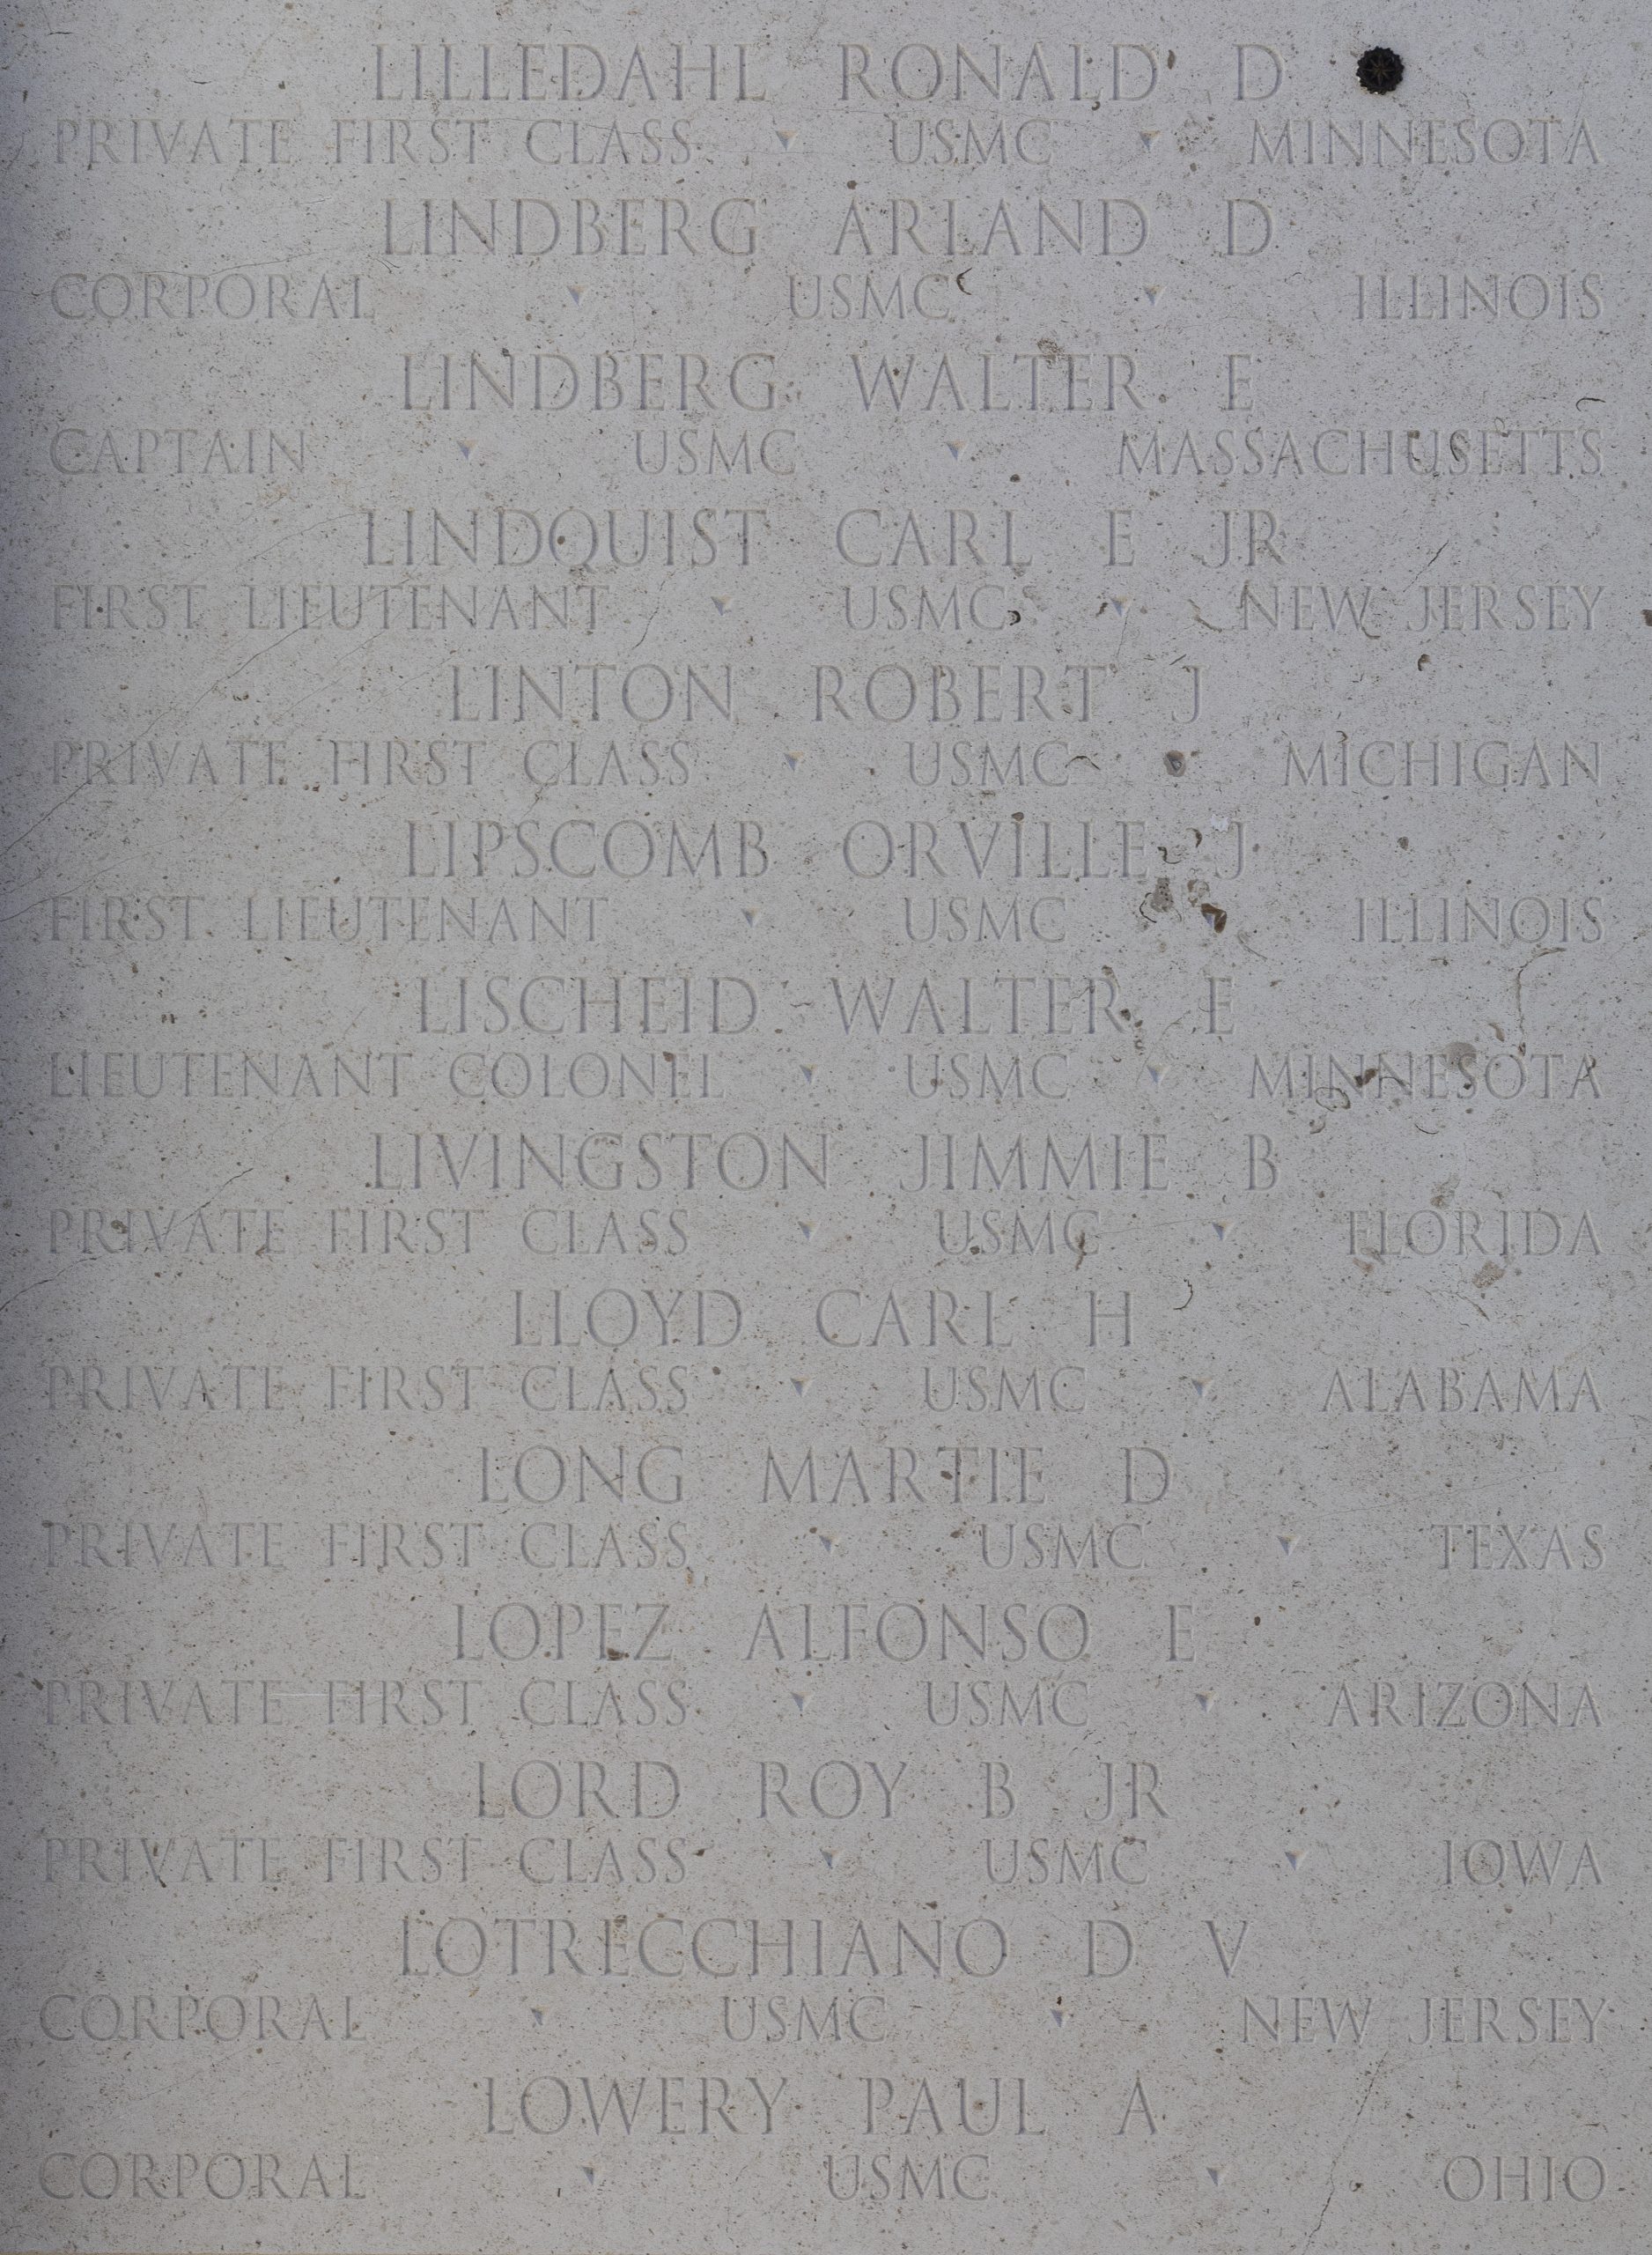 LILLEDAHL RONALD D
PRIVATE FIRST CLASS USMC MINNESOTA
LINDBERG ARLAND D
CORPORAL USMC ILLINOIS
LINDBERG WALTER E
CAPTAIN USMC MASSACHUSETTS
LINDQUIST CARL E JR
FIRST LIEUTENANT USMC NEW JERSEY
LINTON ROBERT J
PRIVATE FIRST CLASS USMC MICHIGAN
LIPSCOMB ORVILLE J
FIRST LIEUTENANT USMC ILLINOIS
LISCHEID WALTER E
LIEUTENANT COLONEL USMC MINNESOTA
LIVINGSTON JIMMIE B
PRIVATE FIRST CLASS USMC FLORIDA
LLOYD CARL H
PRIVATE FIRST CLASS USMC ALABAMA
LONG MARTIE D
PRIVATE FIRST CLASS USMC TEXAS
LOPEZ ALFONSO E
PRIVATE FIRST CLASS USMC ARIZONA
LORD ROY B JR
PRIVATE FIRST CLASS USMC IOWA
LOTRECCHIANO D V
CORPORAL USMC NEW JERSEY
LOWERY PAUL A
CORPORAL USMC OHIO